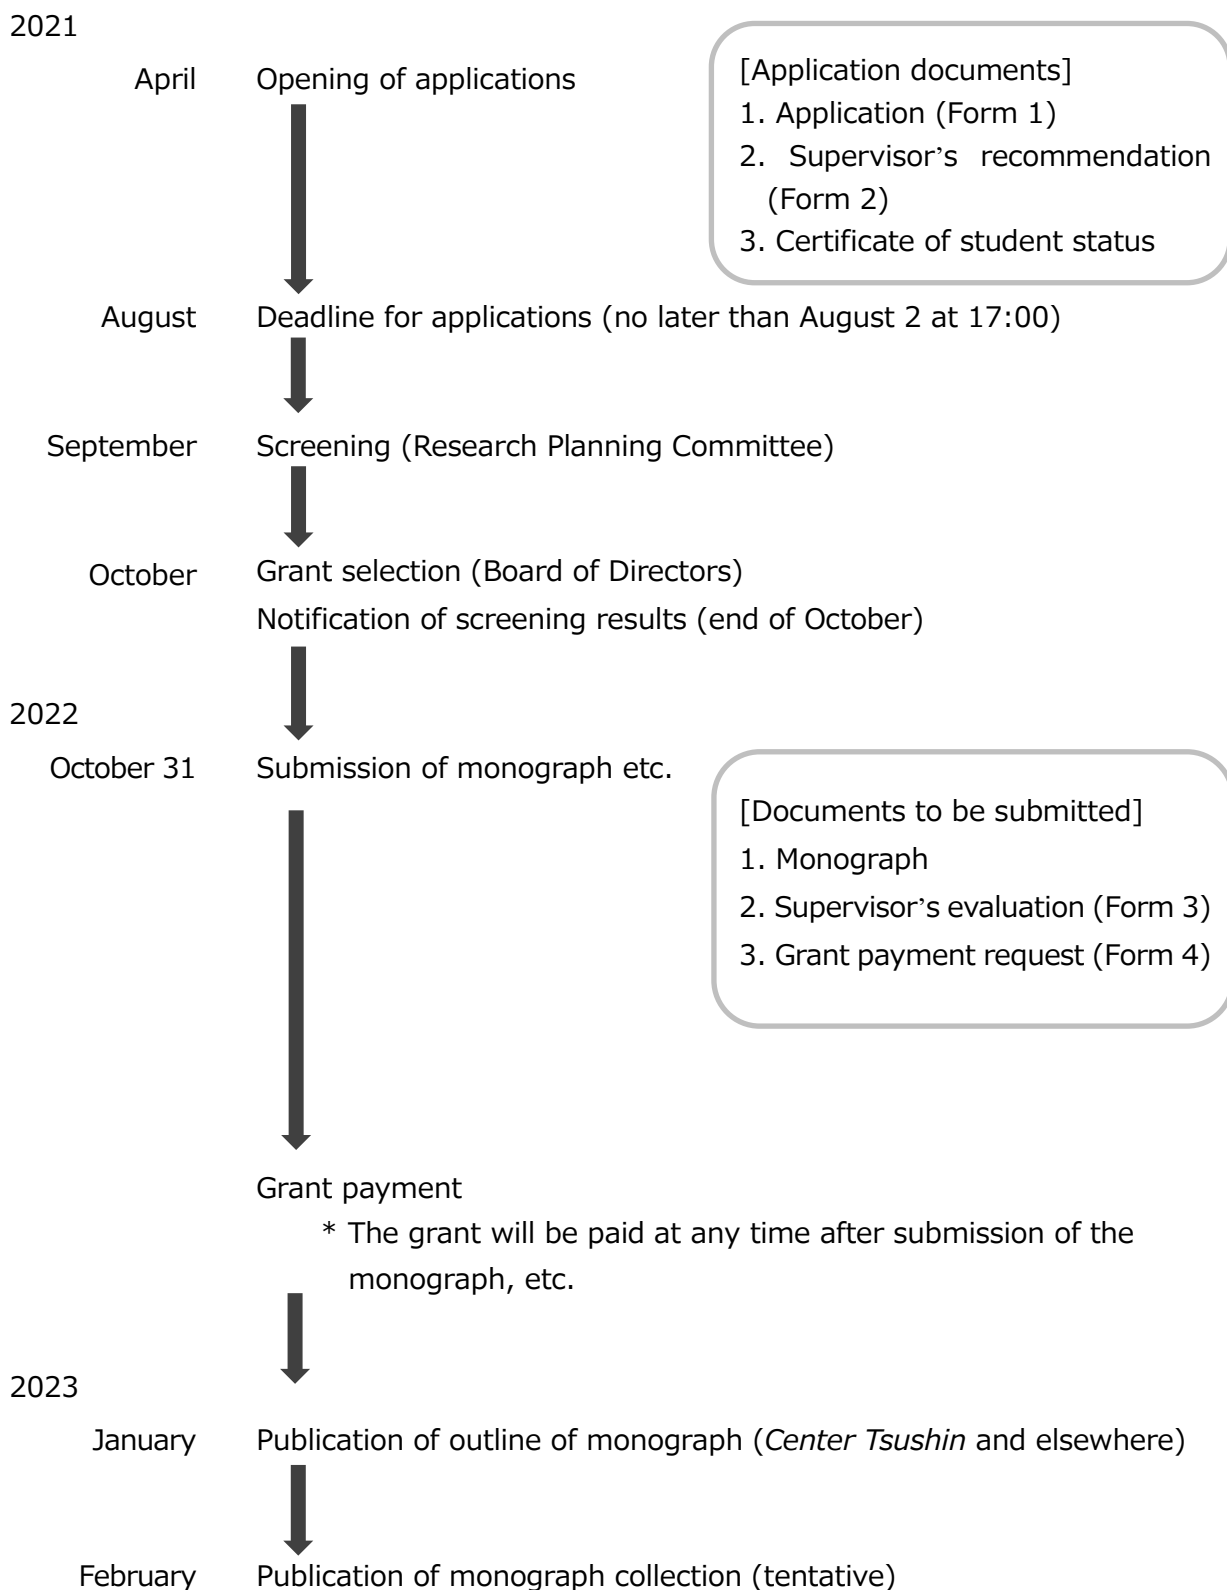 2021
April Opening of applications
[Application documents]
1. Application (Form 1)
2. Supervisor’s recommendation
(Form 2)
3. Certificate of student status
August Deadline for applications (no later than August 2 at 17:00)
September Screening (Research Planning Committee)
October Grant selection (Board of Directors)
Notification of screening results (end of October)
2022
October 31 Submission of monograph etc.
[Documents to be submitted]
1. Monograph
2. Supervisor’s evaluation (Form 3)
3. Grant payment request (Form 4)
Grant payment
* The grant will be paid at any time after submission of the
monograph, etc.
2023
January Publication of outline of monograph (Center Tsushin and elsewhere)
February Publication of monograph collection (tentative)